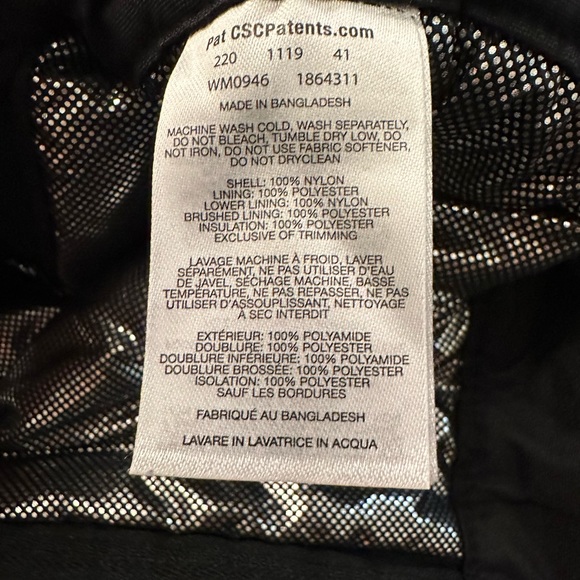 Pat CSCPatents.com
220 1119 41
WM0946 1864311
MADE IN BANGLADESH
MACHINE WASH COLD, WASH SEPARATELY,
DO NOT BLEACH, TUMBLE DRY LOW, DO
NOT IRON, DO NOT USE FABRIC SOFTENER,
DO NOT DRYCLEAN
SHELL: 100% NYLON
LINING: 100% POLYESTER
LOWER LINING: 100% NYLON
BRUSHED LINING: 100% POLYESTER
INSULATION: 100% POLYESTER
EXCLUSIVE OF TRIMMING
LAVAGE MACHINE À FROID, LAVER
SÉPARÉMENT, NE PAS UTILISER D'EAU
DE JAVEL, SÉCHAGE MACHINE, BASSE
TEMPÉRATURE, NE PAS REPASSER, NE PAS
UTILISER D'ASSOUPLISSANT, NETTOYAGE
À SEC INTERDIT
EXTÉRIEUR: 100% POLYAMIDE
DOUBLURE: 100% POLYESTER
DOUBLURE INFÉRIEURE: 100% POLYAMIDE
DOUBLURE BROSSÉE: 100% POLYESTER
ISOLATION: 100% POLYESTER
SAUF LES BORDURES
FABRIQUÉ AU BANGLADESH
LAVARE IN LAVATRICE IN ACQUA